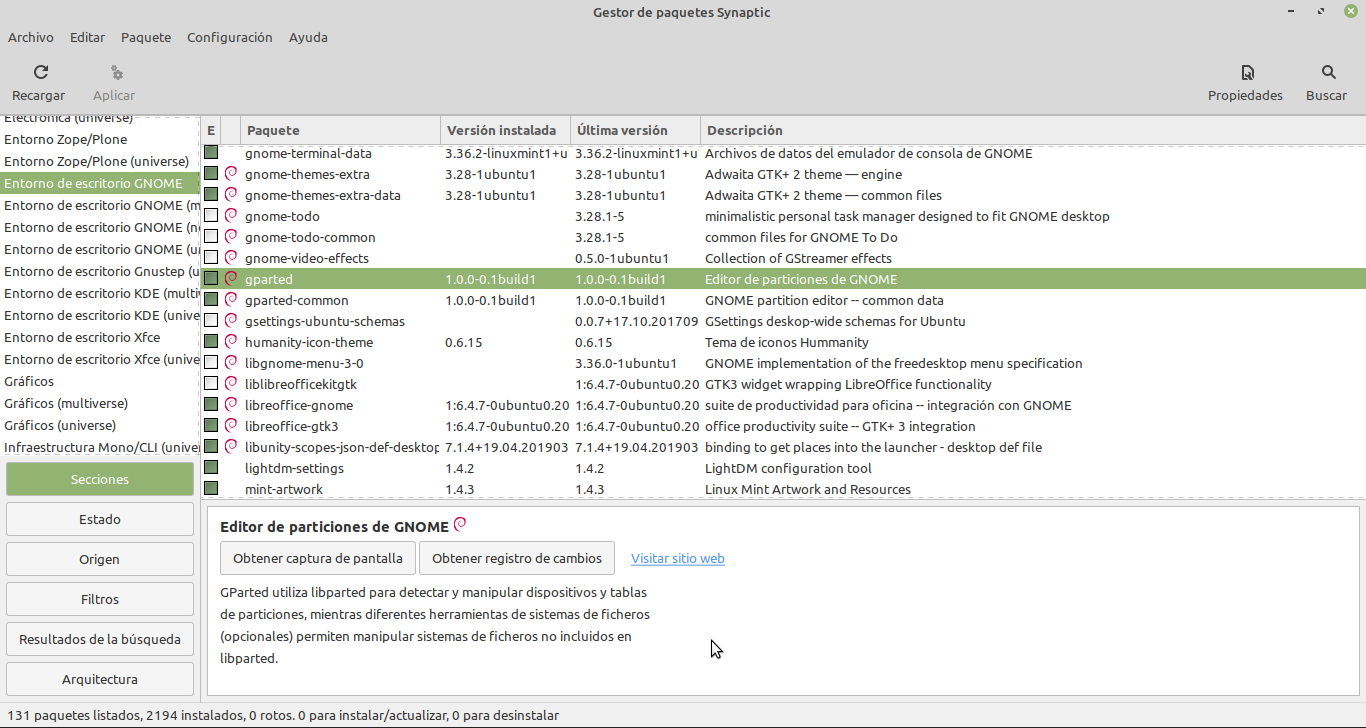 Gestor de paquetes Synaptic
Archivo Editar Paquete Configuración Ayuda
Recargar Aplicar Propiedades Buscar
Electrónica (universe)
Entorno Zope/Plone
Entorno Zope/Plone (universe)
Entorno de escritorio GNOME
Entorno de escritorio GNOME (m
Entorno de escritorio GNOME (n
Entorno de escritorio GNOME (u
Entorno de escritorio Gnustep (u
Entorno de escritorio KDE (multi
Entorno de escritorio KDE (unive
Entorno de escritorio Xfce
Entorno de escritorio Xfce (unive
Gráficos
Gráficos (multiverse)
Gráficos (universe)
Infraestructura Mono/CLI (univer
Secciones
Estado
Origen
Filtros
Resultados de la búsqueda
Arquitectura
E Paquete Versión instalada Última versión Descripción
gnome-terminal-data 3.36.2-linuxmint1+u 3.36.2-linuxmint1+u Archivos de datos del emulador de consola de GNOME
gnome-themes-extra 3.28-1ubuntu1 3.28-1ubuntu1 Adwaita GTK+ 2 theme — engine
gnome-themes-extra-data 3.28-1ubuntu1 3.28-1ubuntu1 Adwaita GTK+ 2 theme — common files
gnome-todo 3.28.1-5 minimalistic personal task manager designed to fit GNOME desktop
gnome-todo-common 3.28.1-5 common files for GNOME To Do
gnome-video-effects 0.5.0-1ubuntu1 Collection of GStreamer effects
gparted 1.0.0-0.1build1 1.0.0-0.1build1 Editor de particiones de GNOME
gparted-common 1.0.0-0.1build1 1.0.0-0.1build1 GNOME partition editor -- common data
gsettings-ubuntu-schemas 0.0.7+17.10.201709 GSettings deskop-wide schemas for Ubuntu
humanity-icon-theme 0.6.15 0.6.15 Tema de iconos Hummanity
libgnome-menu-3-0 3.36.0-1ubuntu1 GNOME implementation of the freedesktop menu specification
liblibreofficekitgtk 1:6.4.7-0ubuntu0.20 GTK3 widget wrapping LibreOffice functionality
libreoffice-gnome 1:6.4.7-0ubuntu0.20 1:6.4.7-0ubuntu0.20 suite de productividad para oficina -- integración con GNOME
libreoffice-gtk3 1:6.4.7-0ubuntu0.20 1:6.4.7-0ubuntu0.20 office productivity suite -- GTK+ 3 integration
libunity-scopes-json-def-desktop 7.1.4+19.04.201903 7.1.4+19.04.201903 binding to get places into the launcher - desktop def file
lightdm-settings 1.4.2 1.4.2 LightDM configuration tool
mint-artwork 1.4.3 1.4.3 Linux Mint Artwork and Resources
Editor de particiones de GNOME
Obtener captura de pantalla Obtener registro de cambios Visitar sitio web
GParted utiliza libparted para detectar y manipular dispositivos y tablas
de particiones, mientras diferentes herramientas de sistemas de ficheros
(opcionales) permiten manipular sistemas de ficheros no incluidos en
libparted.
131 paquetes listados, 2194 instalados, 0 rotos. 0 para instalar/actualizar, 0 para desinstalar